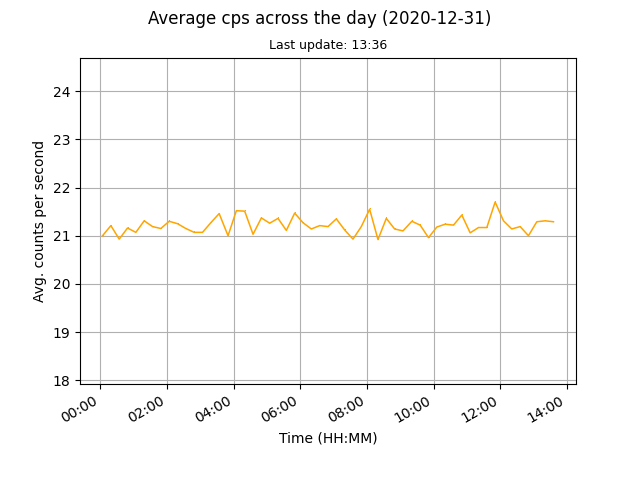 Average cps across the day (2020-12-31)
Last update: 13:36
24
23
22
21
20
19
18
Avg. counts per second
00:00 02:00 04:00 06:00 08:00 10:00 12:00 14:00
Time (HH:MM)